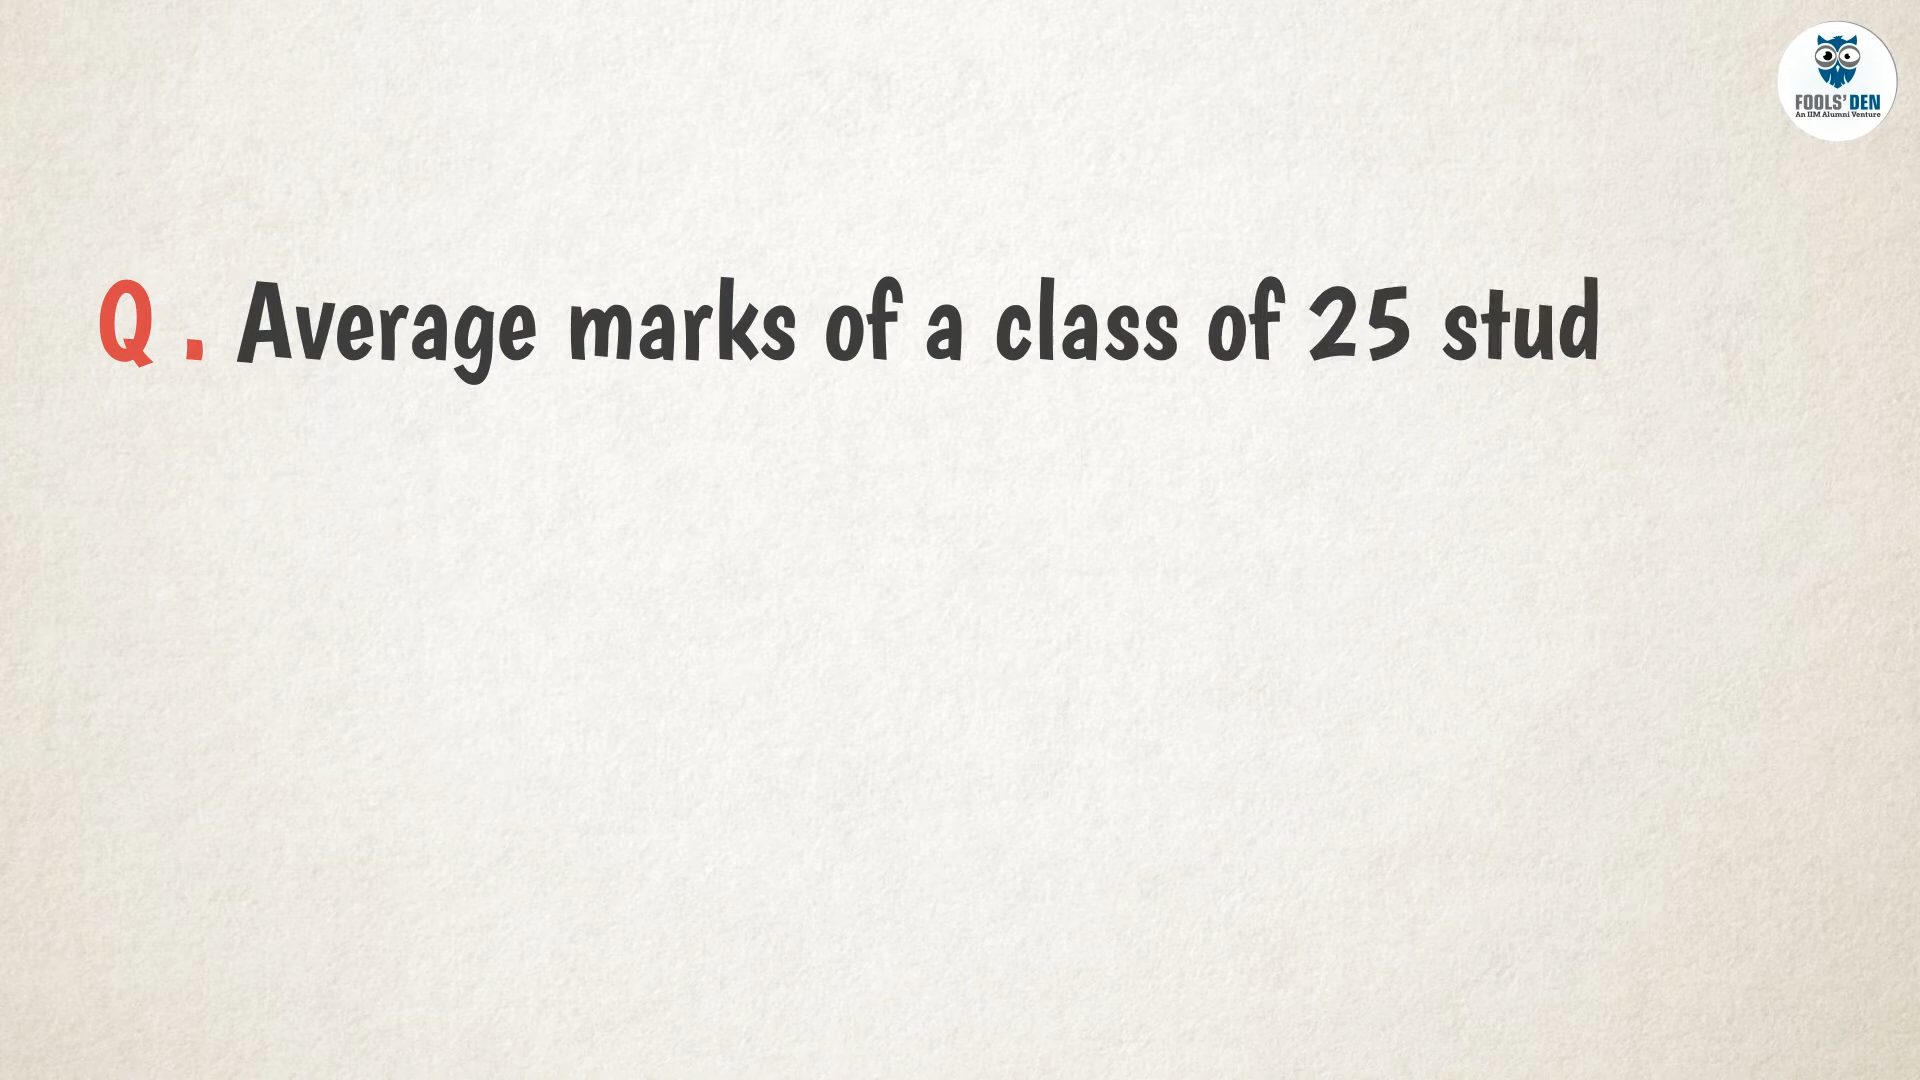 FOOLS' DEN
An IIM Alumni Venture
Q . Average marks of a class of 25 stud